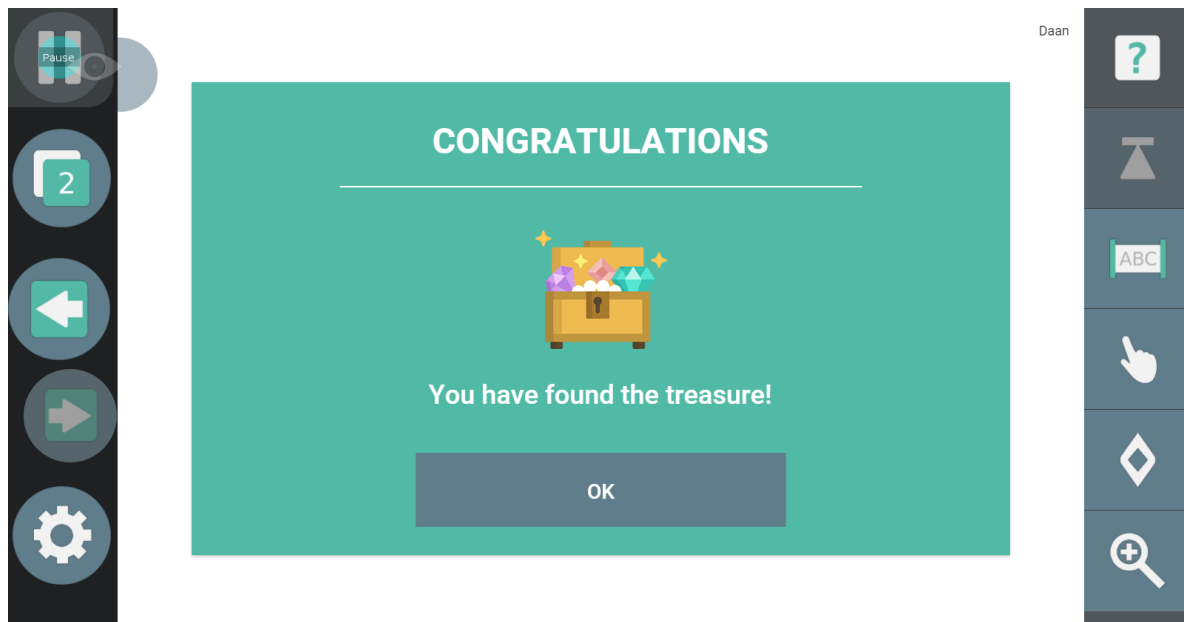 Daan
Pause
?
CONGRATULATIONS
2
ABC
You have found the treasure!
OK